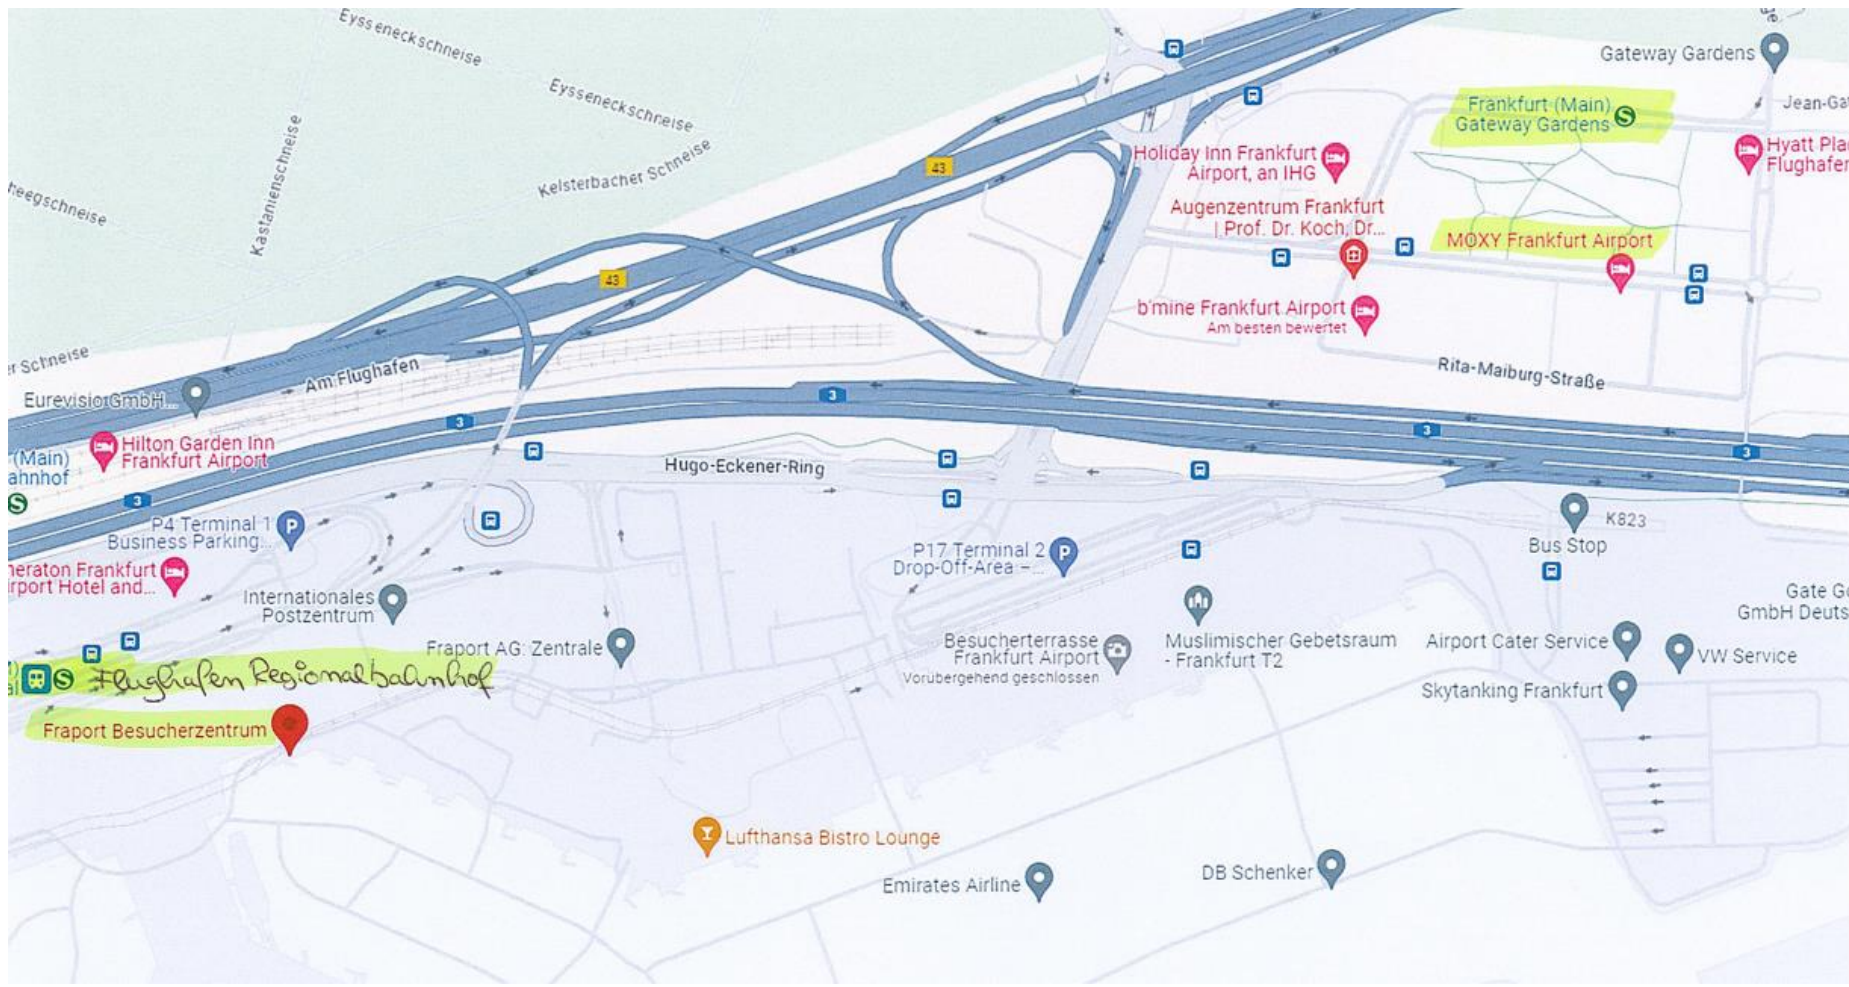 Eysseneckschneise
Eysseneckschneise
Kelsterbacher Schneise
Kastanienschneise
heegschneise
er Schneise
43
43
Gateway Gardens
Frankfurt (Main)
Gateway Gardens
S
Jean-Ga
Hyatt Pla
Flughafen
Holiday Inn Frankfurt
Airport, an IHG
Augenzentrum Frankfurt
| Prof. Dr. Koch, Dr...
MOXY Frankfurt Airport
b'mine Frankfurt Airport
Am besten bewertet
Rita-Maiburg-Straße
Am Flughafen
Eurevisio GmbH...
3
3
3
3
3
Hilton Garden Inn
Frankfurt Airport
(Main)
ahnhof
S
Hugo-Eckener-Ring
P4 Terminal 1
Business Parking...
P
heraton Frankfurt
irport Hotel and...
Internationales
Postzentrum
Fraport AG: Zentrale
P17 Terminal 2
Drop-Off-Area –...
P
K823
Bus Stop
Gate Go
GmbH Deuts
Besucherterrasse
Frankfurt Airport
Vorübergehend geschlossen
Muslimischer Gebetsraum
- Frankfurt T2
Airport Cater Service
VW Service
Skytanking Frankfurt
S Flughafen Regionalbahnhof
Fraport Besucherzentrum
Lufthansa Bistro Lounge
Emirates Airline
DB Schenker